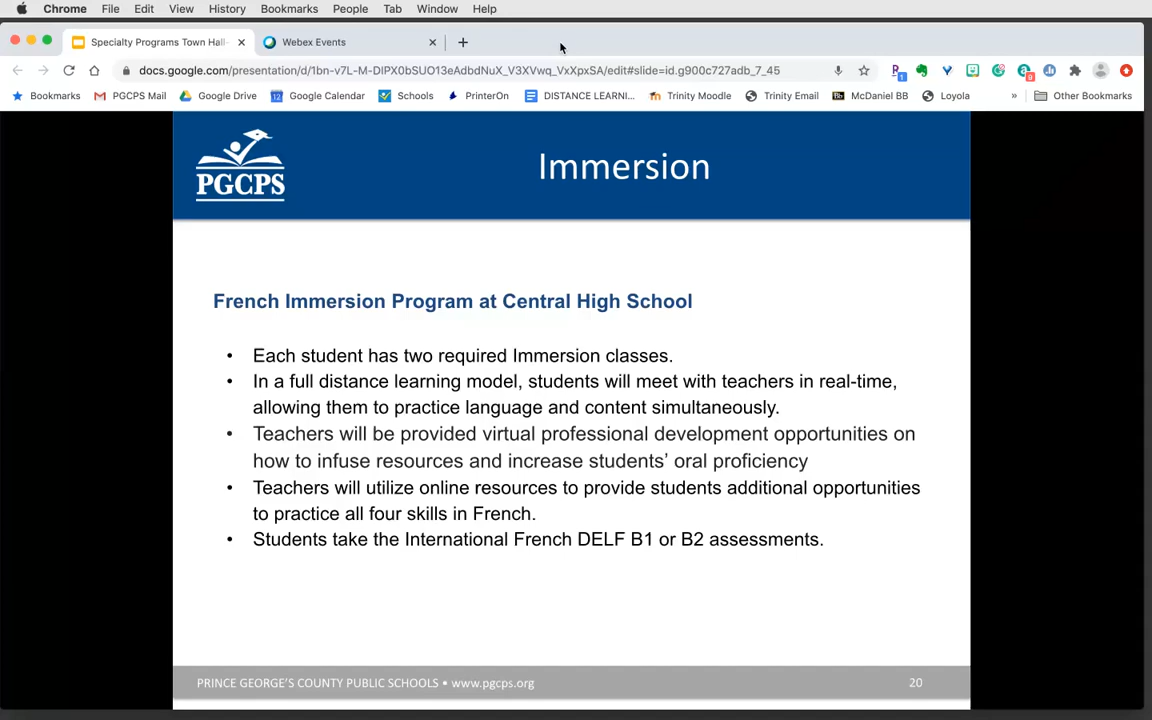 Chrome File Edit View History Bookmarks People Tab Window Help
Specialty Programs Town Hall- Webex Events
docs.google.com/presentation/d/1bn-v7L-M-DIPX0bSUO13eAdbdNuX_V3XVwq_VxXpxSA/edit#slide=id.g900c727adb_7_45
Bookmarks PGCPS Mail Google Drive Google Calendar Schools PrinterOn DISTANCE LEARNI... Trinity Moodle Trinity Email McDaniel BB Loyola » Other Bookmarks
PGCPS
Immersion
French Immersion Program at Central High School
• Each student has two required Immersion classes.
• In a full distance learning model, students will meet with teachers in real-time,
allowing them to practice language and content simultaneously.
• Teachers will be provided virtual professional development opportunities on
how to infuse resources and increase students’ oral proficiency
• Teachers will utilize online resources to provide students additional opportunities
to practice all four skills in French.
• Students take the International French DELF B1 or B2 assessments.
PRINCE GEORGE’S COUNTY PUBLIC SCHOOLS • www.pgcps.org 20